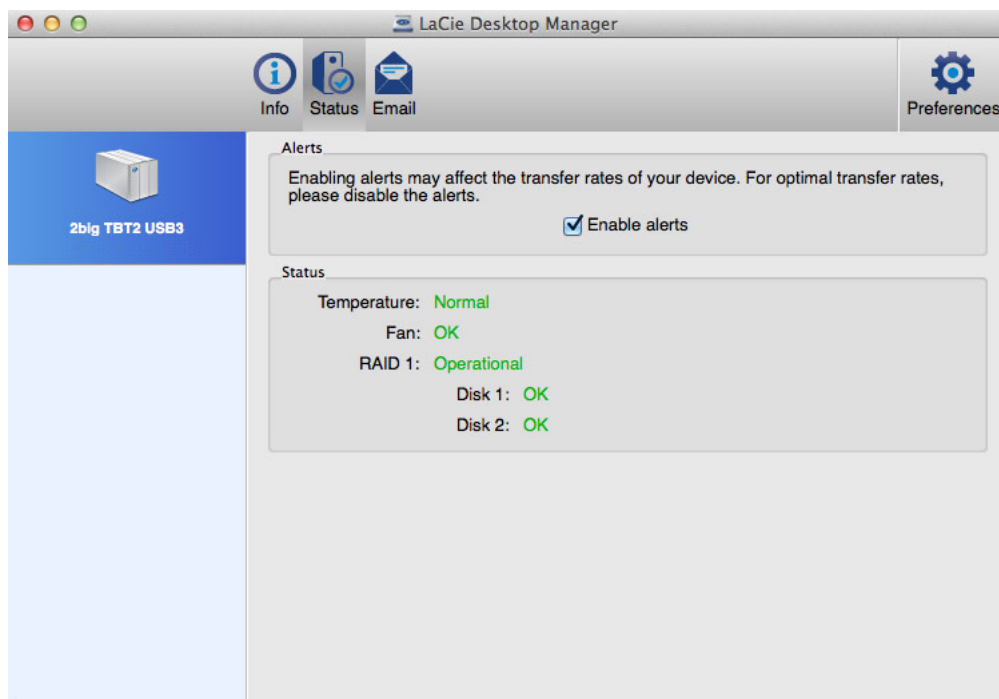 LaCie Desktop Manager
Info
Status
Email
Preferences
2big TBT2 USB3
Alerts
Enabling alerts may affect the transfer rates of your device. For optimal transfer rates,
please disable the alerts.
Enable alerts
Status
Temperature: Normal
Fan: OK
RAID 1: Operational
Disk 1: OK
Disk 2: OK